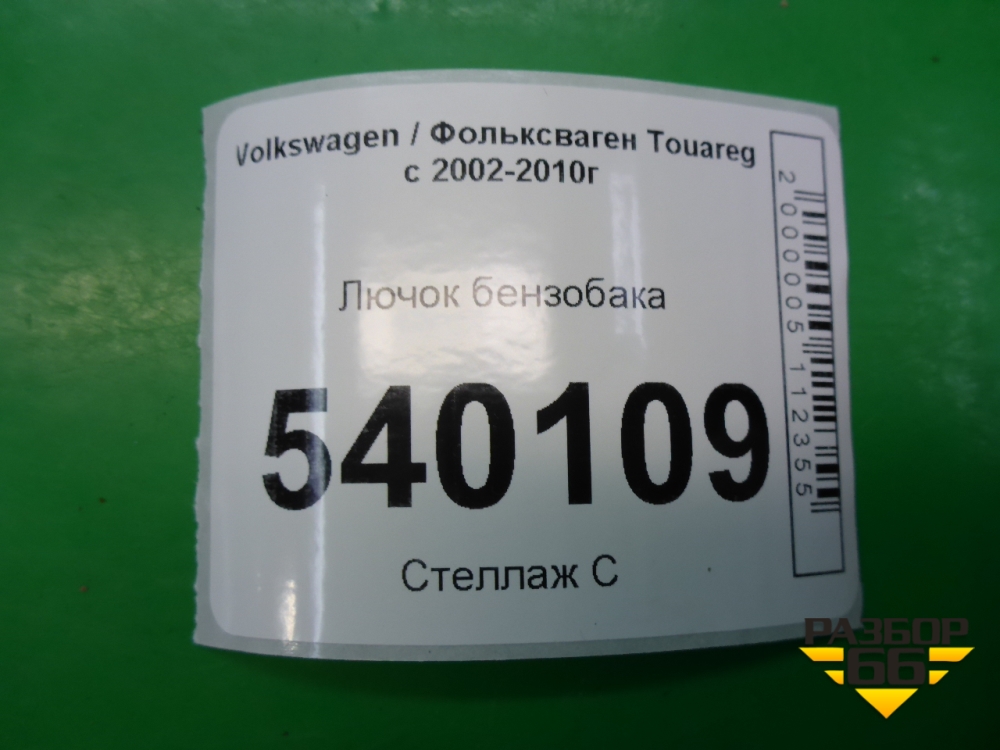 Volkswagen / Фольксваген Touareg
с 2002-2010г
Лючок бензобака
540109
Стеллаж С
2000005112355
РАЗБОР
66